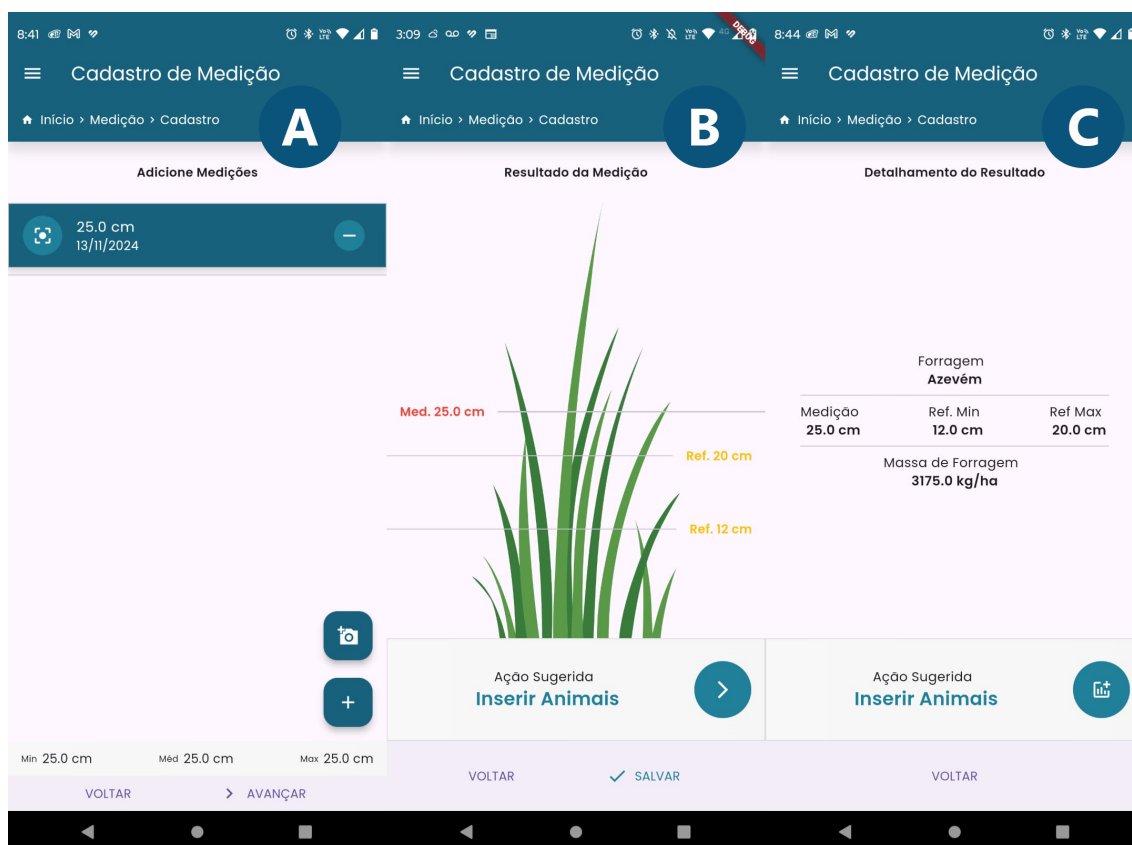 8:41
Cadastro de Medição
Início > Medição > Cadastro
A
Adicione Medições
25.0 cm
13/11/2024
Min 25.0 cm Méd 25.0 cm Max 25.0 cm
VOLTAR > AVANÇAR
3:09
4G
DEBUG
Cadastro de Medição
Início > Medição > Cadastro
B
Resultado da Medição
Med. 25.0 cm
Ref. 20 cm
Ref. 12 cm
Ação Sugerida
Inserir Animais
VOLTAR SALVAR
8:44
Cadastro de Medição
Início > Medição > Cadastro
C
Detalhamento do Resultado
Forragem
Azevém
Medição Ref. Min Ref Max
25.0 cm 12.0 cm 20.0 cm
Massa de Forragem
3175.0 kg/ha
Ação Sugerida
Inserir Animais
VOLTAR